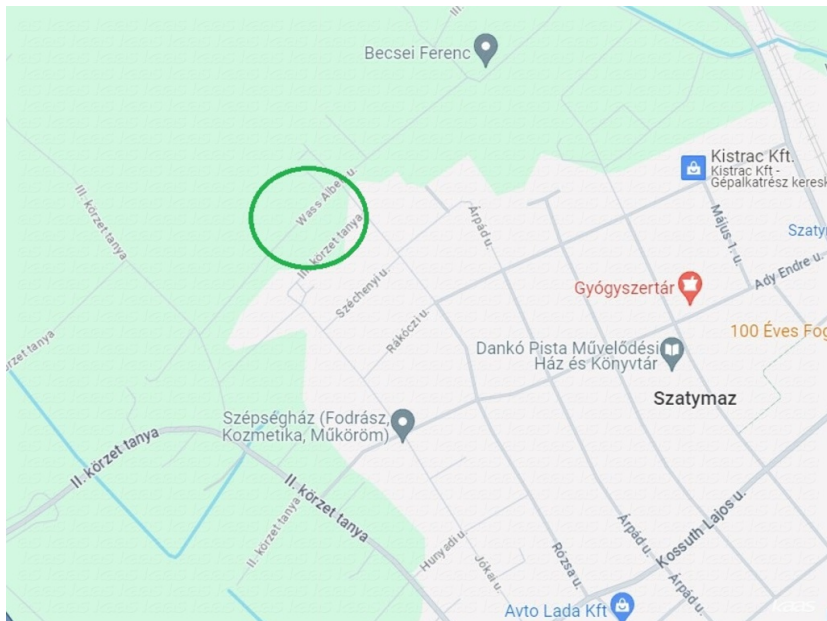 III.
Becsei Ferenc
Kistrac Kft.
Kistrac Kft -
Gépalkatrész keresk
Wass Albert u.
III. körzet tanya
III. körzet tanya
Árpád u.
Május 1. u.
Szatym
Széchenyi u.
Ady Endre u.
Gyógyszertár
Rákóczi u.
100 Éves Fog
körzet tanya
Dankó Pista Művelődési
Ház és Könyvtár
Szatymaz
Szépségház (Fodrász,
Kozmetika, Műköröm)
II. körzet tanya
II. körzet tanya
II. körzet tanya
Kossuth Lajos u.
Árpád u.
Hunyadi u.
Jókai u.
Rózsa u.
Árpád u.
Avto Lada Kft